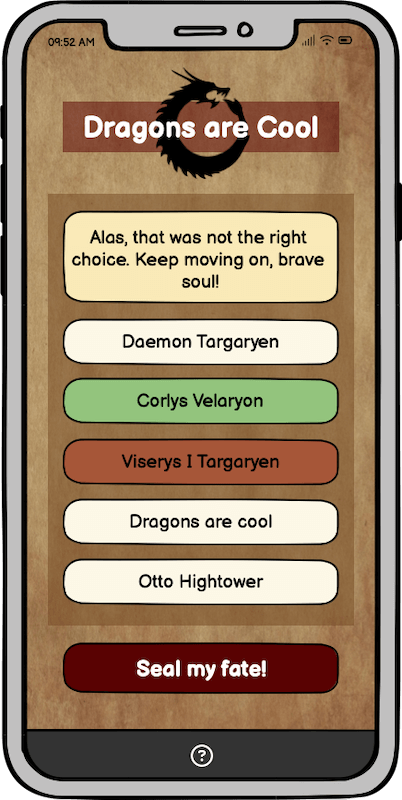 09:52 AM
Dragons are Cool
Alas, that was not the right
choice. Keep moving on, brave
soul!
Daemon Targaryen
Corlys Velaryon
Viserys I Targaryen
Dragons are cool
Otto Hightower
Seal my fate!
?